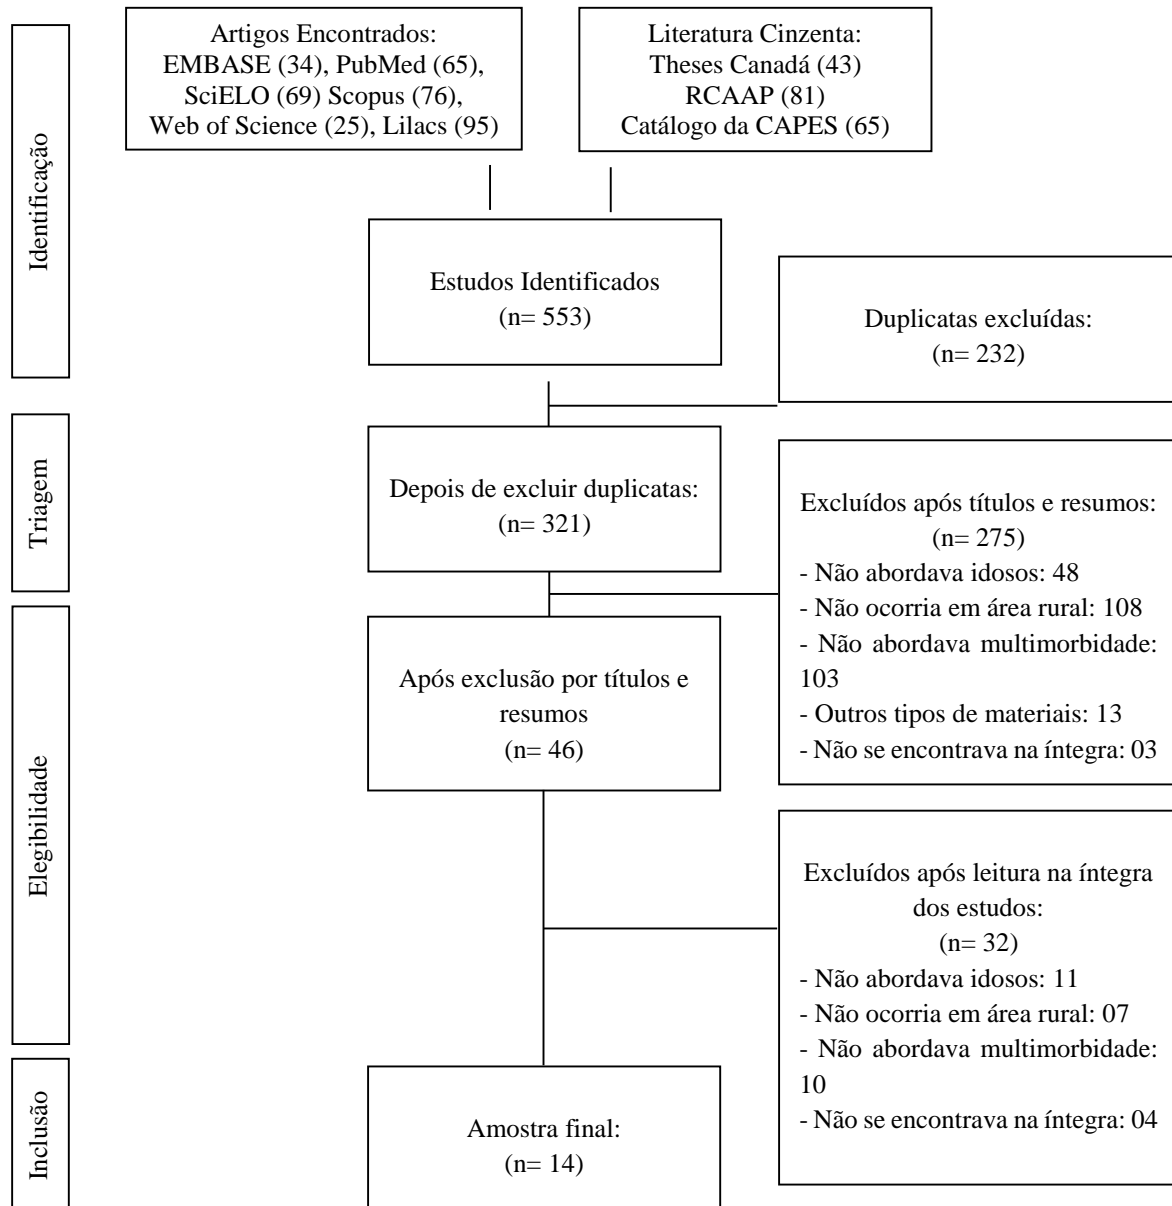 Identificação
Artigos Encontrados:
EMBASE (34), PubMed (65),
SciELO (69) Scopus (76),
Web of Science (25), Lilacs (95)
Literatura Cinzenta:
Theses Canadá (43)
RCAAP (81)
Catálogo da CAPES (65)
Estudos Identificados
(n= 553)
Duplicatas excluídas:
(n= 232)
Triagem
Depois de excluir duplicatas:
(n= 321)
Excluídos após títulos e resumos:
(n= 275)
- Não abordava idosos: 48
- Não ocorria em área rural: 108
- Não abordava multimorbidade:
103
- Outros tipos de materiais: 13
- Não se encontrava na íntegra: 03
Elegibilidade
Após exclusão por títulos e
resumos
(n= 46)
Excluídos após leitura na íntegra
dos estudos:
(n= 32)
- Não abordava idosos: 11
- Não ocorria em área rural: 07
- Não abordava multimorbidade:
10
- Não se encontrava na íntegra: 04
Inclusão
Amostra final:
(n= 14)